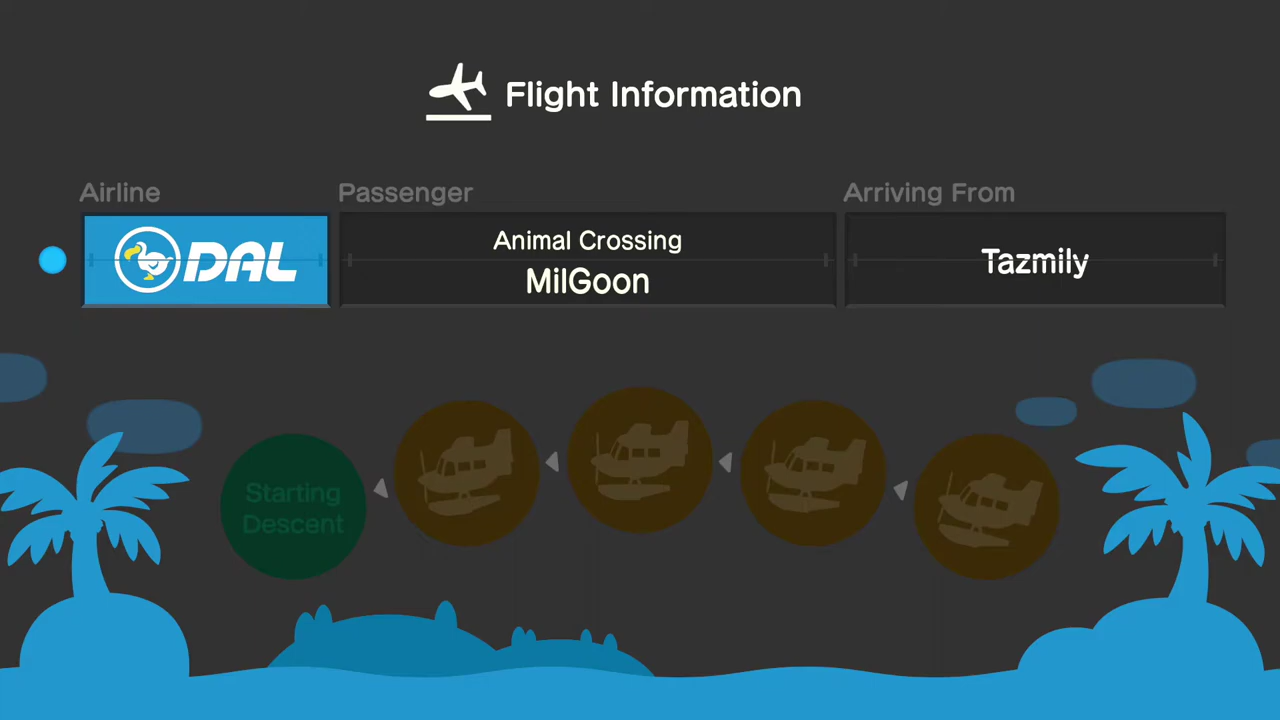 Flight Information
Airline
Passenger
Arriving From
DAL
Animal Crossing
MilGoon
Tazmily
Starting
Descent